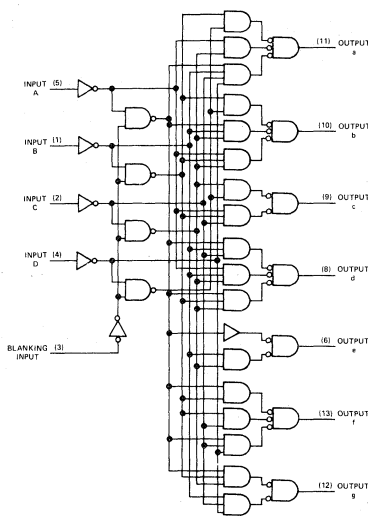 (11) OUTPUT
a
INPUT (5)
A
(10) OUTPUT
b
INPUT (1)
B
INPUT (2)
C
(9) OUTPUT
c
INPUT (4)
D
(8) OUTPUT
d
BLANKING (3)
INPUT
(6) OUTPUT
e
(13) OUTPUT
f
(12) OUTPUT
g